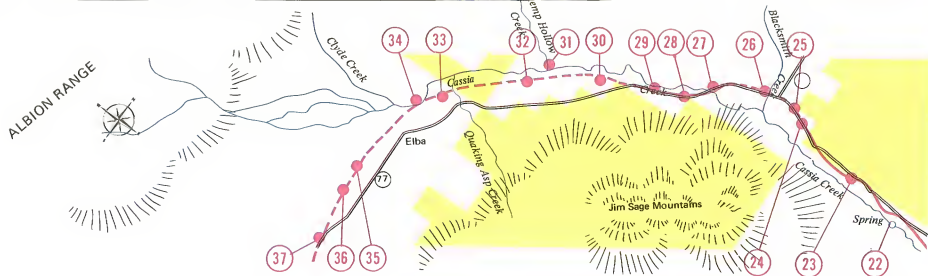 Creek
emp Hollow
Blacksmith
Creek
34
33
32
31
30
29
28
27
26
25
Clyde Creek
Cassia
Creek
ALBION RANGE
Elba
Quaking Asp Creek
77
Cassia Creek
Jim Sage Mountains
Spring
37
36
35
24
23
22